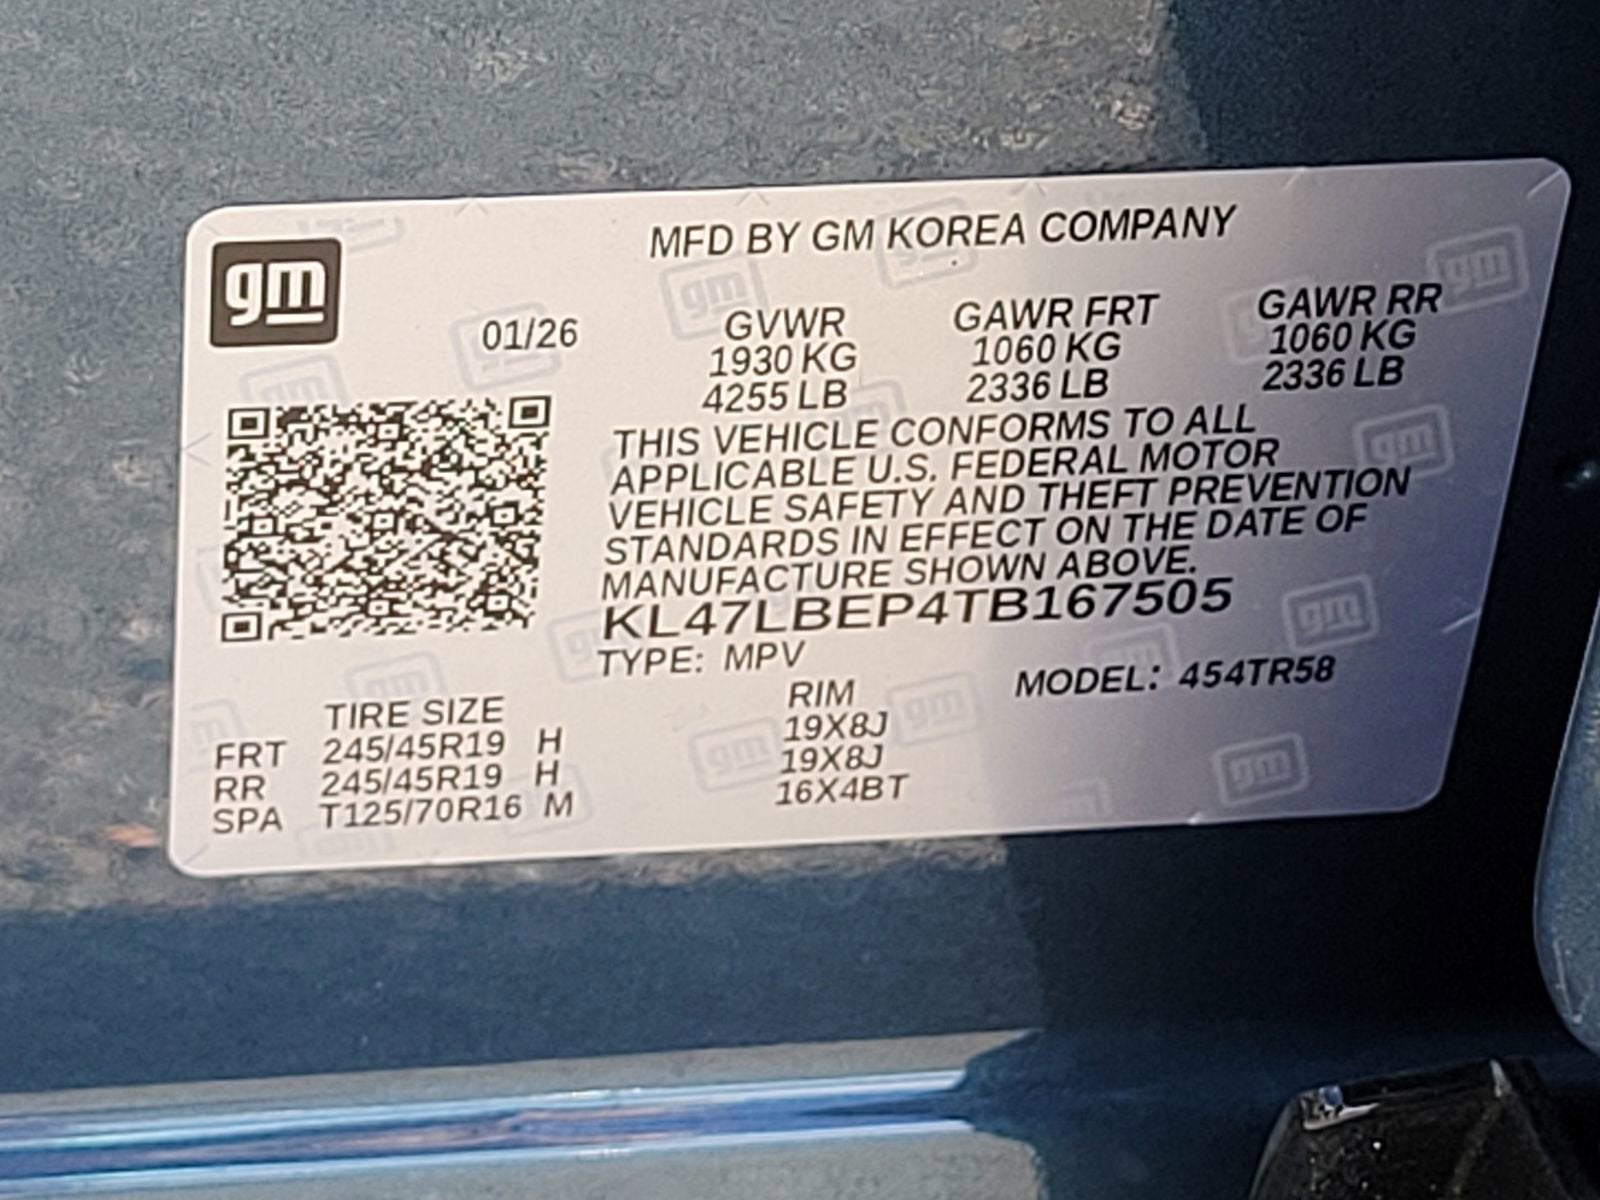 gm
MFD BY GM KOREA COMPANY
01/26
GVWR GAWR FRT GAWR RR
1930 KG 1060 KG 1060 KG
4255 LB 2336 LB 2336 LB
THIS VEHICLE CONFORMS TO ALL
APPLICABLE U.S. FEDERAL MOTOR
VEHICLE SAFETY AND THEFT PREVENTION
STANDARDS IN EFFECT ON THE DATE OF
MANUFACTURE SHOWN ABOVE.
KL47LBEP4TB167505
TYPE: MPV
MODEL: 454TR58
TIRE SIZE RIM
FRT 245/45R19 H 19X8J
RR 245/45R19 H 19X8J
SPA T125/70R16 M 16X4BT